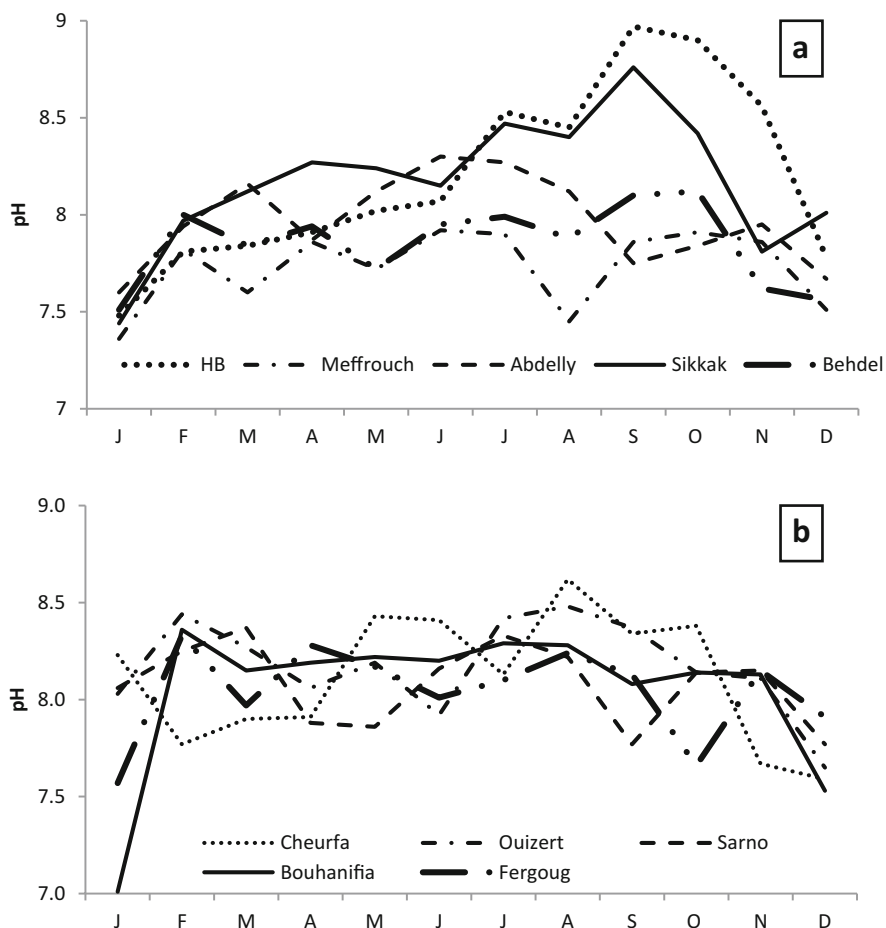 9
a
8.5
8
pH
7.5
HB Meffrouch Abdelly Sikkak Behdel
7
J F M A M J J A S O N D
9.0
b
8.5
8.0
pH
7.5
Cheurfa Ouizert Sarno
Bouhanifia Fergoug
7.0
J F M A M J J A S O N D